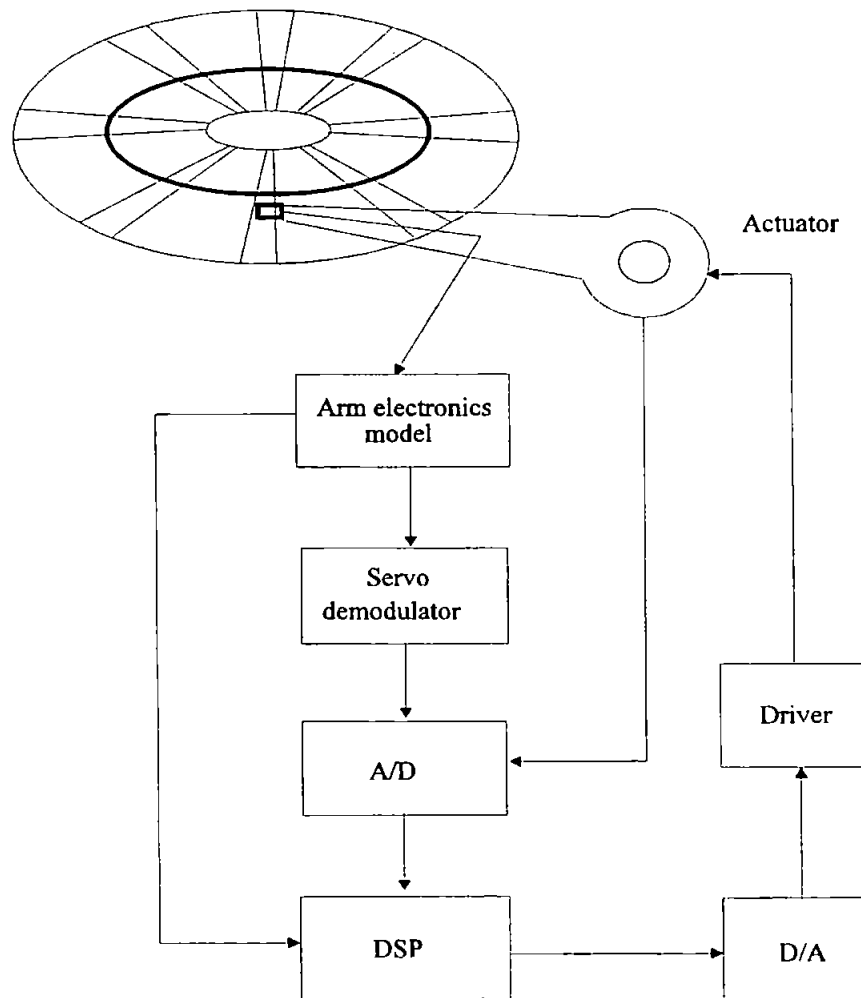 Actuator
Arm electronics
model
Servo
demodulator
A/D
Driver
DSP
D/A